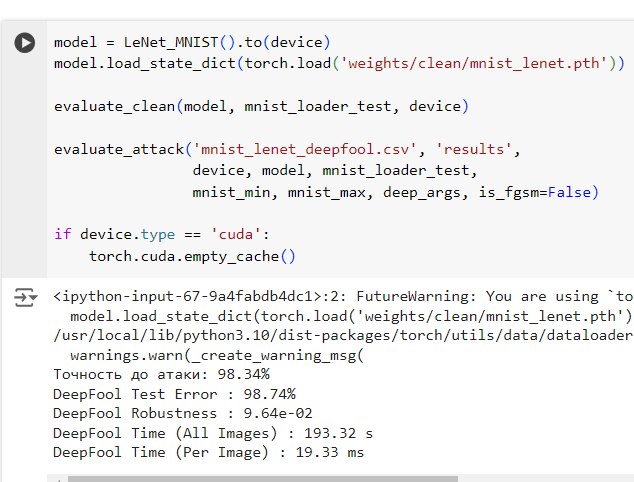 model = LeNet_MNIST().to(device)
model.load_state_dict(torch.load('weights/clean/mnist_lenet.pth'))
evaluate_clean(model, mnist_loader_test, device)
evaluate_attack('mnist_lenet_deepfool.csv', 'results',
device, model, mnist_loader_test,
mnist_min, mnist_max, deep_args, is_fgsm=False)
if device.type == 'cuda':
torch.cuda.empty_cache()
<ipython-input-67-9a4fabdb4dc1>:2: FutureWarning: You are using `to
model.load_state_dict(torch.load('weights/clean/mnist_lenet.pth')
/usr/local/lib/python3.10/dist-packages/torch/utils/data/dataloader
warnings.warn(_create_warning_msg(
Точность до атаки: 98.34%
DeepFool Test Error : 98.74%
DeepFool Robustness : 9.64e-02
DeepFool Time (All Images) : 193.32 s
DeepFool Time (Per Image) : 19.33 ms